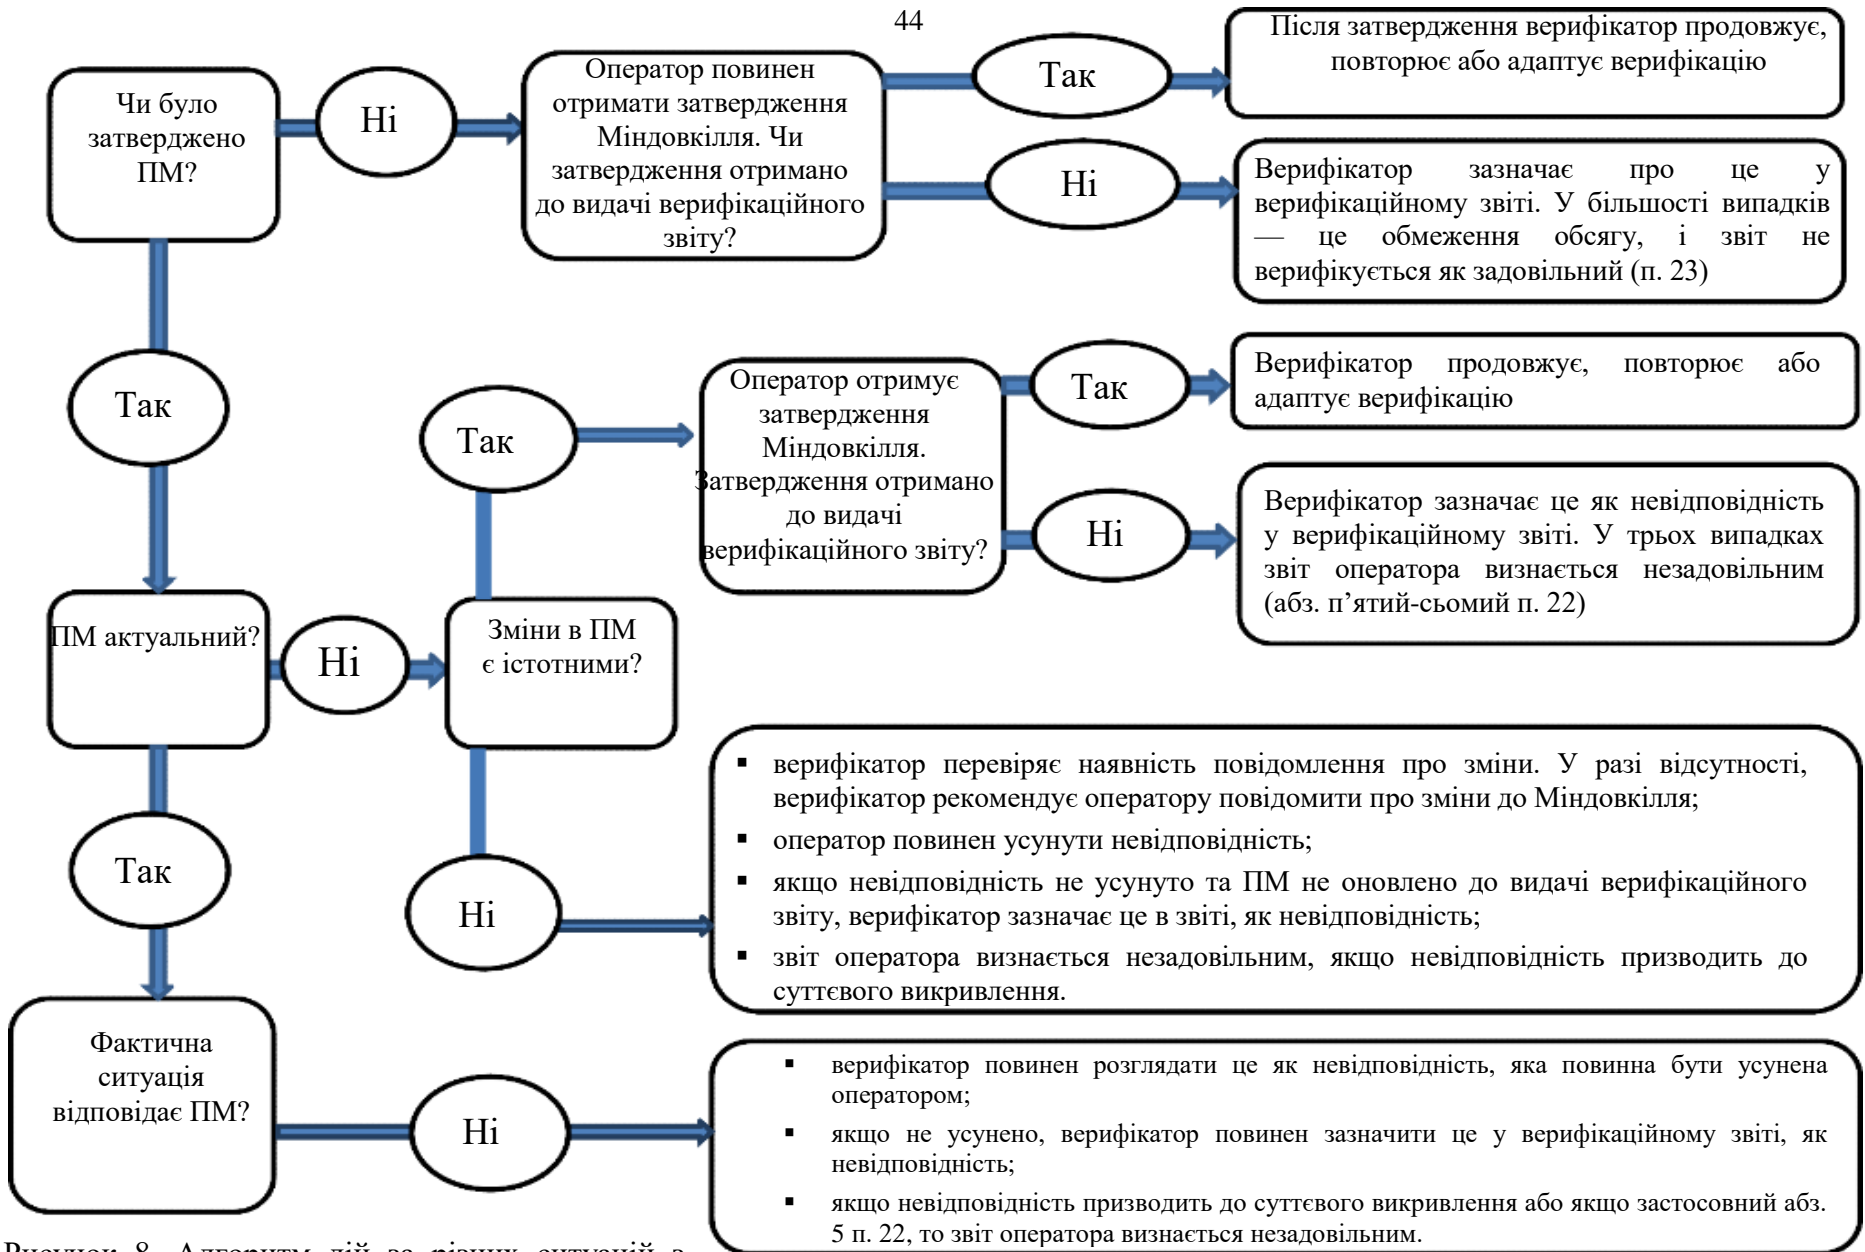 44
Чи було
затверджено
ПМ?
Ні
Оператор повинен
отримати затвердження
Міндовкілля. Чи
затвердження отримано
до видачі верифікаційного
звіту?
Так
Після затвердження верифікатор продовжує,
повторює або адаптує верифікацію
Ні
Верифікатор зазначає про це у
верифікаційному звіті. У більшості випадків
— це обмеження обсягу, і звіт не
верифікується як задовільний (п. 23)
Так
ПМ актуальний?
Ні
Зміни в ПМ
є істотними?
Так
Оператор отримує
затвердження
Міндовкілля.
Затвердження отримано
до видачі
верифікаційного звіту?
Так
Верифікатор продовжує, повторює або
адаптує верифікацію
Ні
Верифікатор зазначає це як невідповідність
у верифікаційному звіті. У трьох випадках
звіт оператора визнається незадовільним
(абз. п’ятий-сьомий п. 22)
Ні
▪ верифікатор перевіряє наявність повідомлення про зміни. У разі відсутності,
верифікатор рекомендує оператору повідомити про зміни до Міндовкілля;
▪ оператор повинен усунути невідповідність;
▪ якщо невідповідність не усунуто та ПМ не оновлено до видачі верифікаційного
звіту, верифікатор зазначає це в звіті, як невідповідність;
▪ звіт оператора визнається незадовільним, якщо невідповідність призводить до
суттєвого викривлення.
Так
Фактична
ситуація
відповідає ПМ?
Ні
▪ верифікатор повинен розглядати це як невідповідність, яка повинна бути усунена
оператором;
▪ якщо не усунено, верифікатор повинен зазначити це у верифікаційному звіті, як
невідповідність;
▪ якщо невідповідність призводить до суттєвого викривлення або якщо застосовний абз.
5 п. 22, то звіт оператора визнається незадовільним.
Рисунок 8. Алгоритм дій за різних ситуацій з